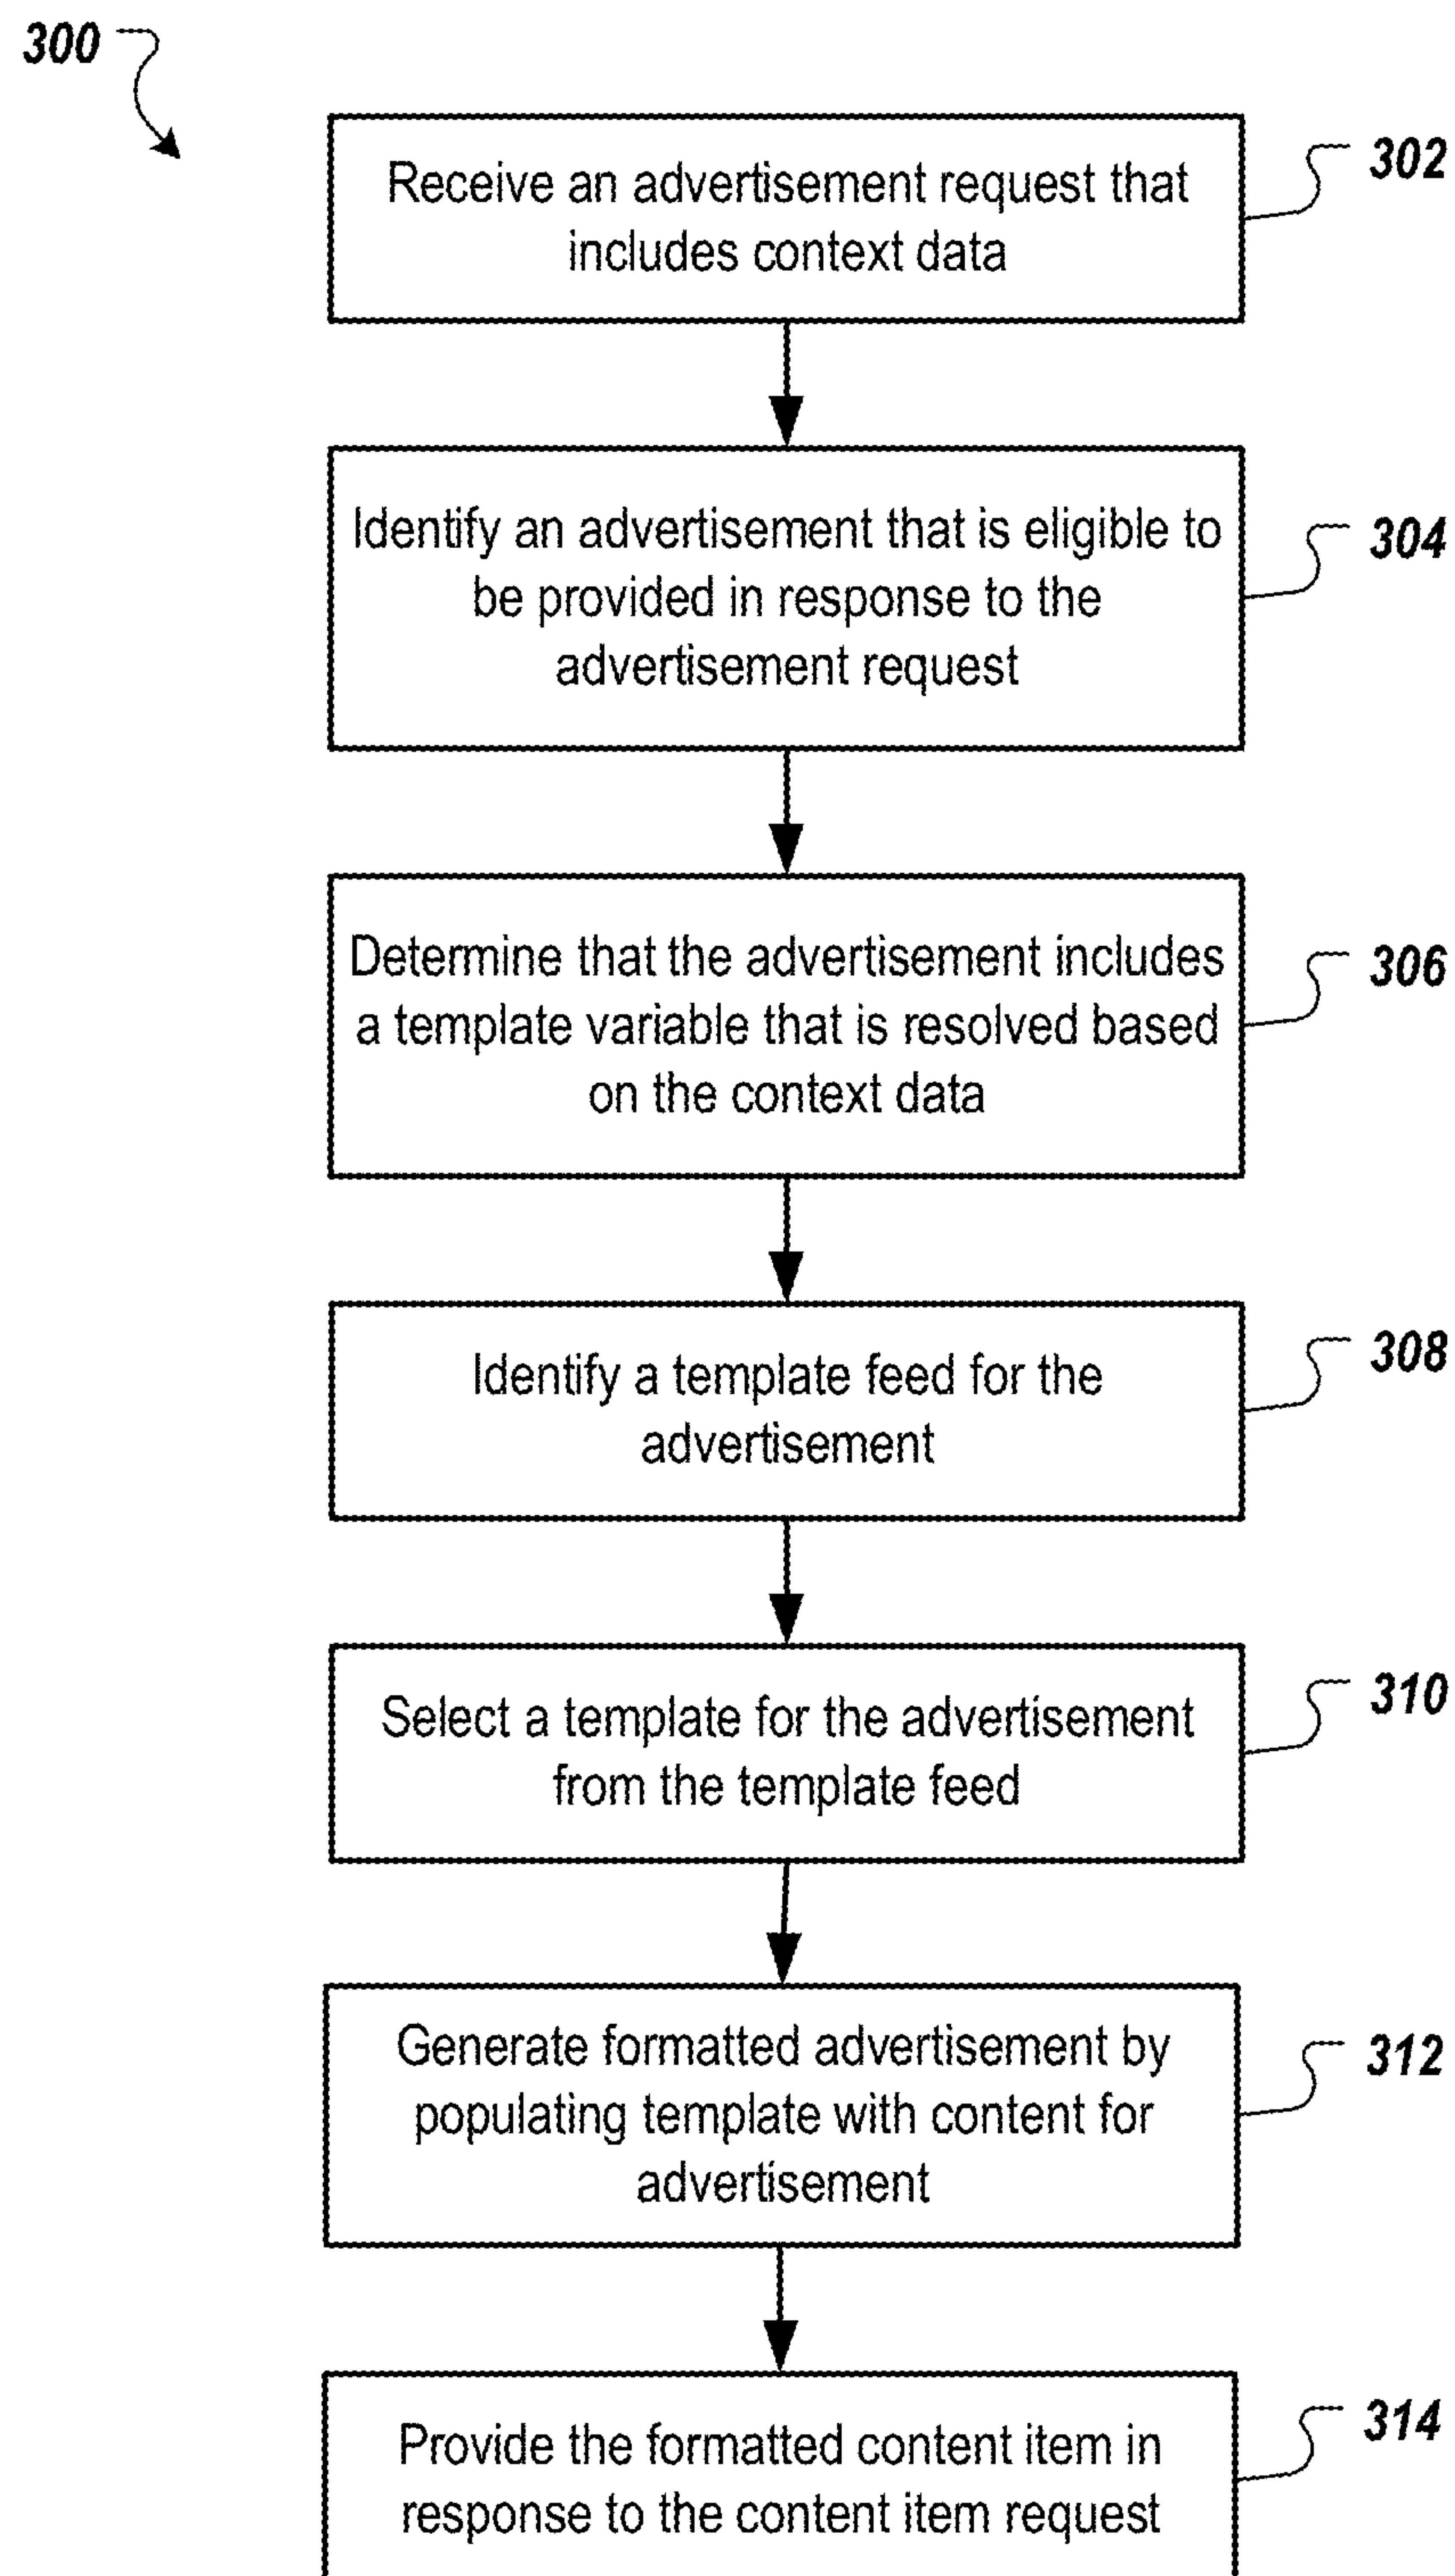 300
Receive an advertisement request that
includes context data
302
Identify an advertisement that is eligible to
be provided in response to the
advertisement request
304
Determine that the advertisement includes
a template variable that is resolved based
on the context data
306
Identify a template feed for the
advertisement
308
Select a template for the advertisement
from the template feed
310
Generate formatted advertisement by
populating template with content for
advertisement
312
Provide the formatted content item in
response to the content item request
314